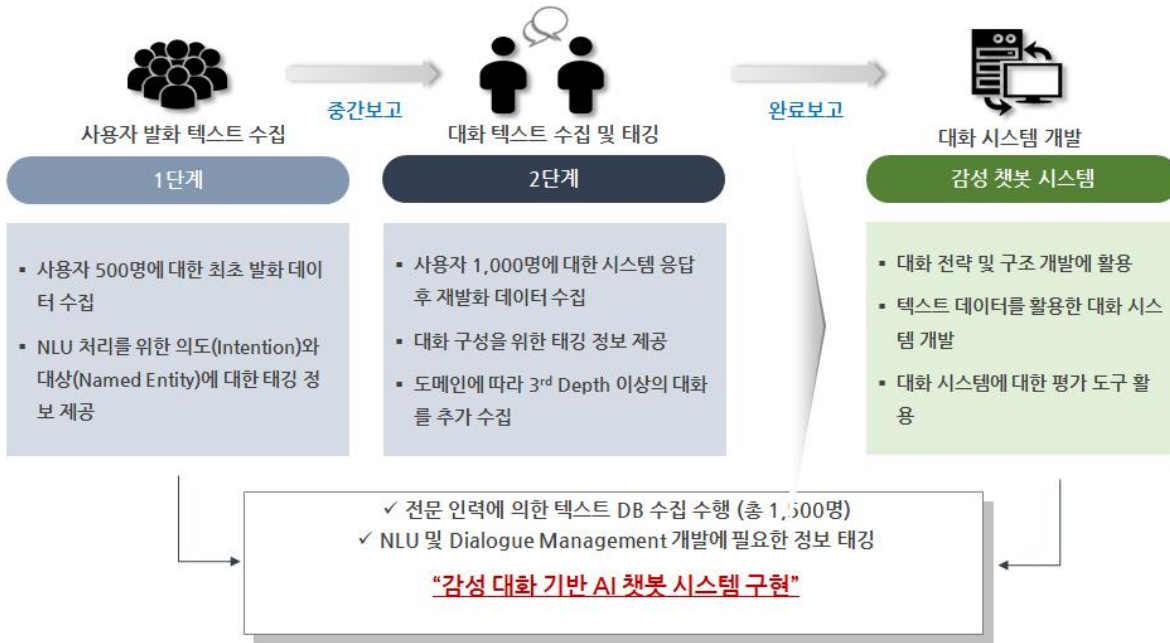 중간보고
완료보고
사용자 발화 텍스트 수집
대화 텍스트 수집 및 태깅
대화 시스템 개발
1단계
2단계
감성 챗봇 시스템
▪ 사용자 500명에 대한 최초 발화 데이
터 수집
▪ NLU 처리를 위한 의도(Intention)와
대상(Named Entity)에 대한 태깅 정
보 제공
▪ 사용자 1,000명에 대한 시스템 응답
후 재발화 데이터 수집
▪ 대화 구성을 위한 태깅 정보 제공
▪ 도메인에 따라 3rd Depth 이상의 대화
를 추가 수집
▪ 대화 전략 및 구조 개발에 활용
▪ 텍스트 데이터를 활용한 대화 시스
템 개발
▪ 대화 시스템에 대한 평가 도구 활
용
✓ 전문 인력에 의한 텍스트 DB 수집 수행 (총 1,500명)
✓ NLU 및 Dialogue Management 개발에 필요한 정보 태깅
“감성 대화 기반 AI 챗봇 시스템 구현”